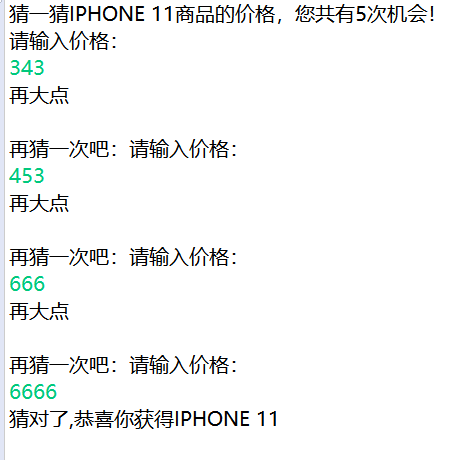 猜一猜IPHONE 11商品的价格，您共有5次机会！
请输入价格：
343
再大点
再猜一次吧：请输入价格：
453
再大点
再猜一次吧：请输入价格：
666
再大点
再猜一次吧：请输入价格：
6666
猜对了,恭喜你获得IPHONE 11